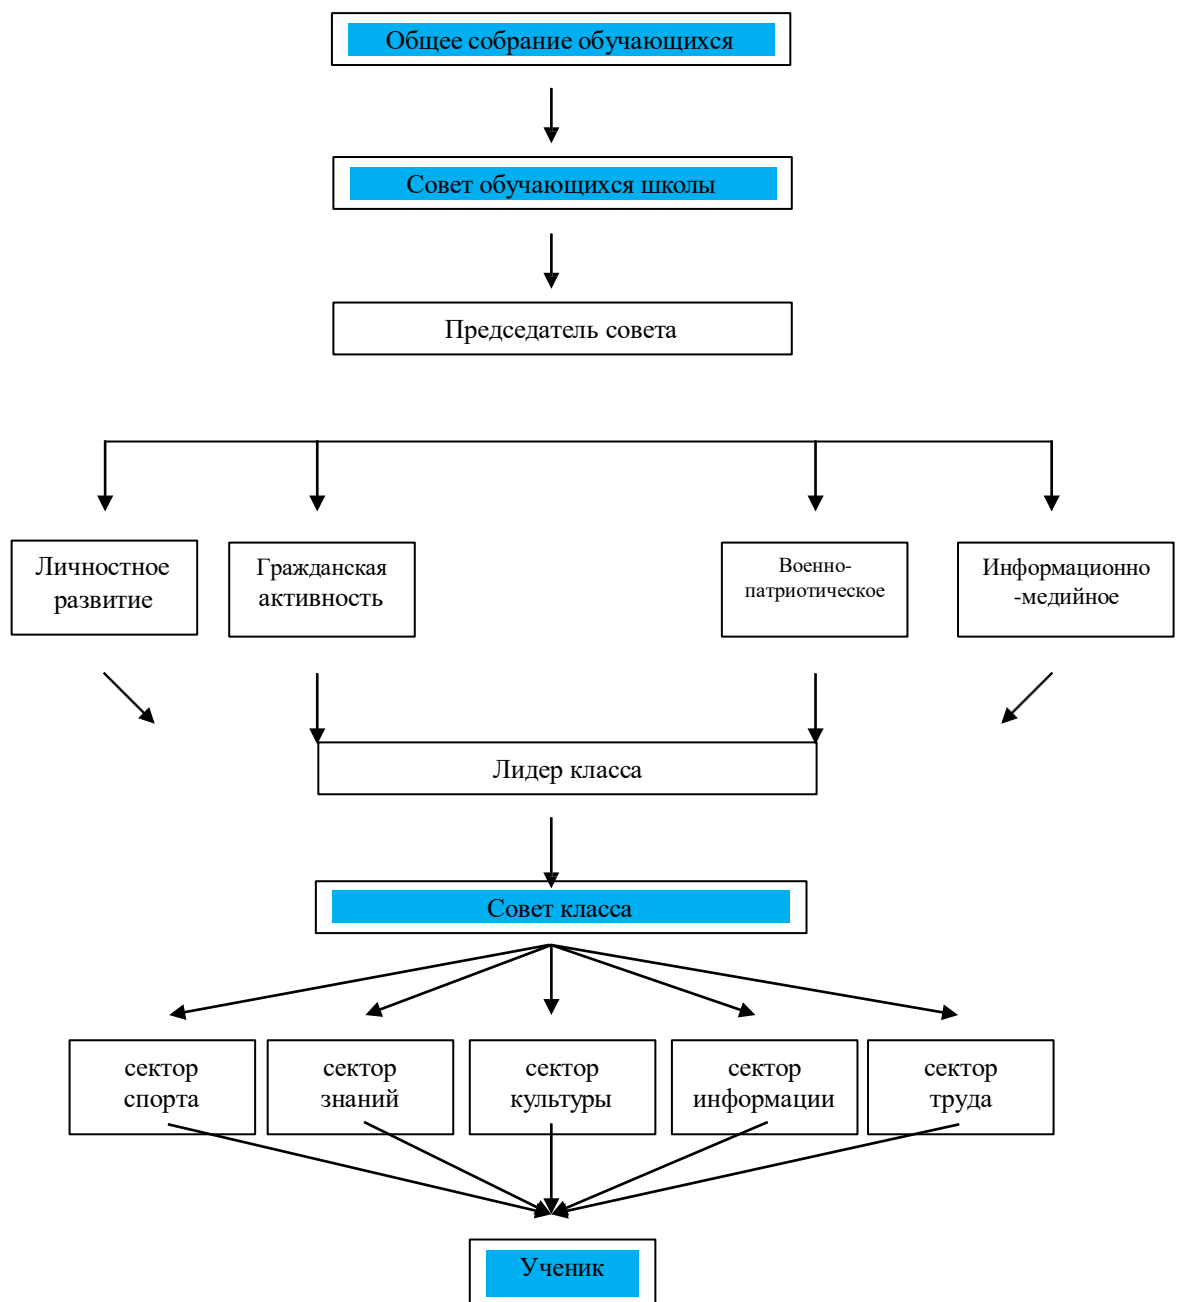 Общее собрание обучающихся
Совет обучающихся школы
Председатель совета
Личностное
развитие
Гражданская
активность
Военно-
патриотическое
Информационно
-медийное
Лидер класса
Совет класса
сектор
спорта
сектор
знаний
сектор
культуры
сектор
информации
сектор
труда
Ученик